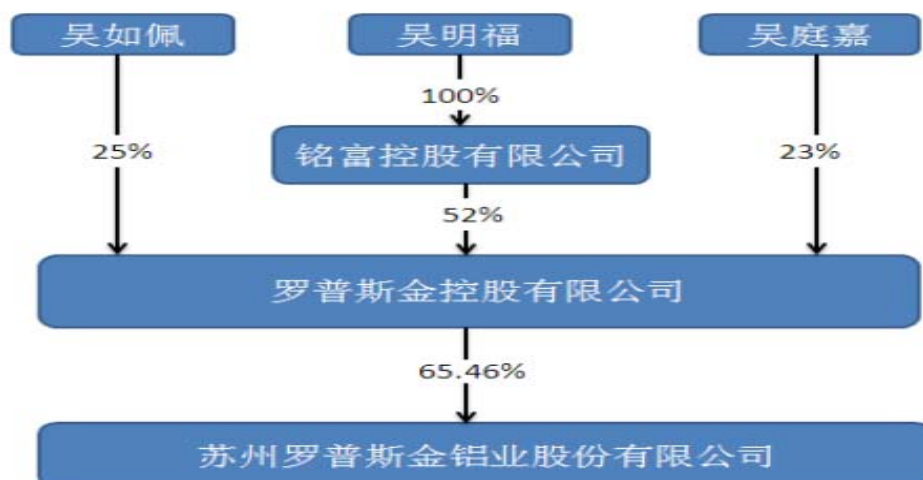 吴如佩
吴明福
吴庭嘉
100%
25%
铭富控股有限公司
23%
52%
罗普斯金控股有限公司
65.46%
苏州罗普斯金铝业股份有限公司